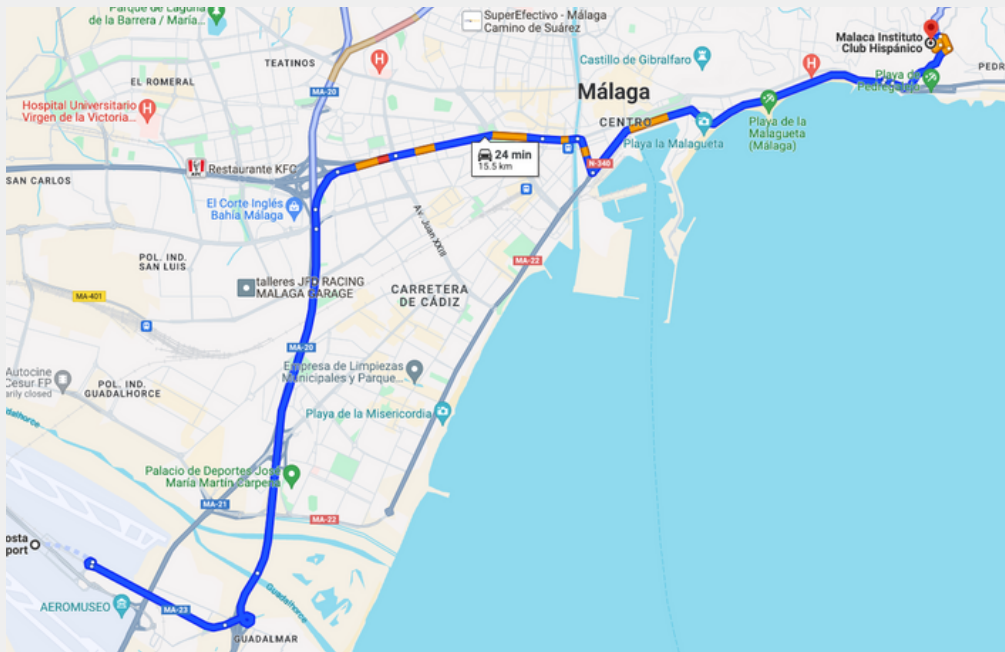 Parque de Laguna
de la Barrera / María...
SuperEfectivo - Málaga
Camino de Suárez
TEATINOS
EL ROMERAL
H
MA-20
Hospital Universitario
Virgen de la Victoria...
H
Castillo de Gibralfaro
Málaga
CENTRO
H
Malaca Instituto
Club Hispánico
PEDR
Playa de
Pedregalejo
Playa de la
Malagueta
(Málaga)
Playa la Malagueta
24 min
15.5 km
N-340
KFC
Restaurante KFC
SAN CARLOS
El Corte Inglés
Bahía Málaga
Av. Juan XXIII
POL. IND.
SAN LUIS
MA-22
talleres JFD RACING
MALAGA GARAGE
MA-401
CARRETERA
DE CÁDIZ
MA-20
Autocine
Cesur FP
arily closed
POL. IND.
GUADALHORCE
Empresa de Limpiezas
Municipales y Parque...
Playa de la Misericordia
adalhorce
Palacio de Deportes José
María Martín Carpena
MA-21
MA-22
osta
port
Guadalhorce
AEROMUSEO
MA-23
GUADALMAR